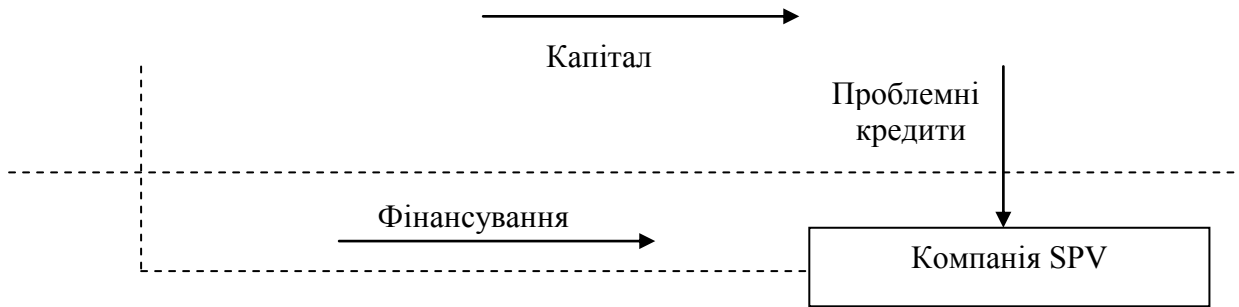 Капітал
Проблемні
кредити
Фінансування
Компанія SPV